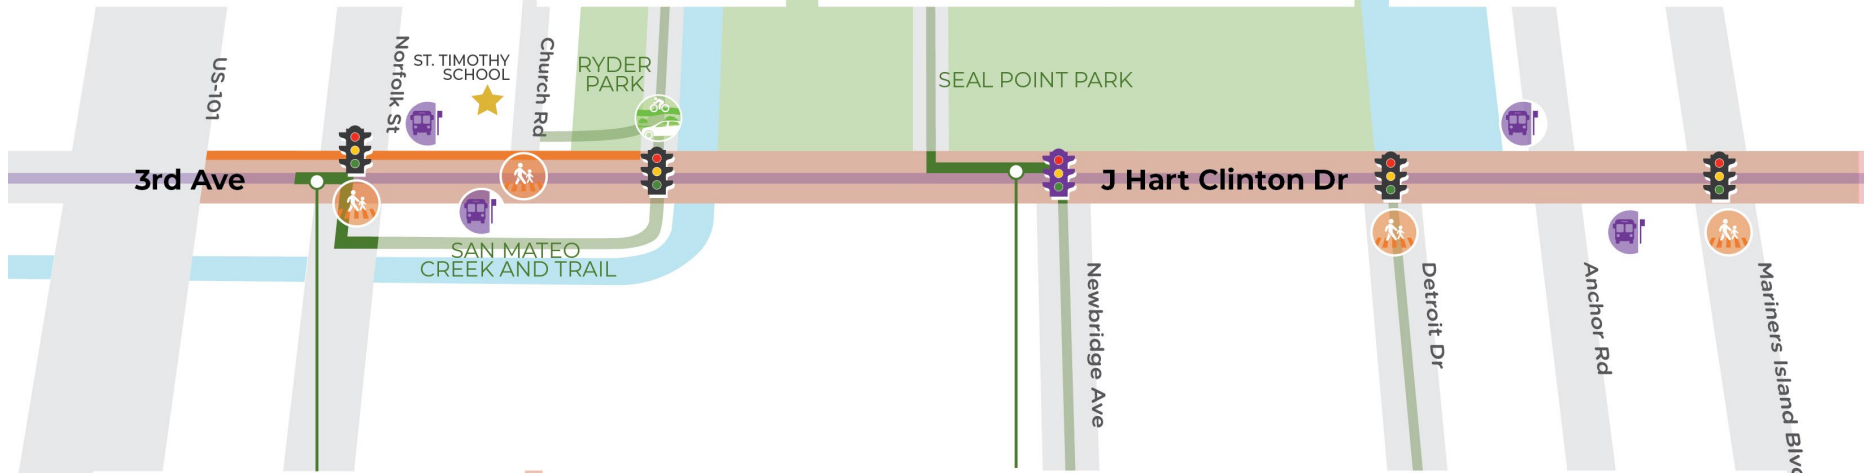 US-101
Norfolk St
ST. TIMOTHY
SCHOOL
Church Rd
RYDER
PARK
SEAL POINT PARK
3rd Ave
J Hart Clinton Dr
SAN MATEO
CREEK AND TRAIL
Newbridge Ave
Detroit Dr
Anchor Rd
Mariners Island Blvd